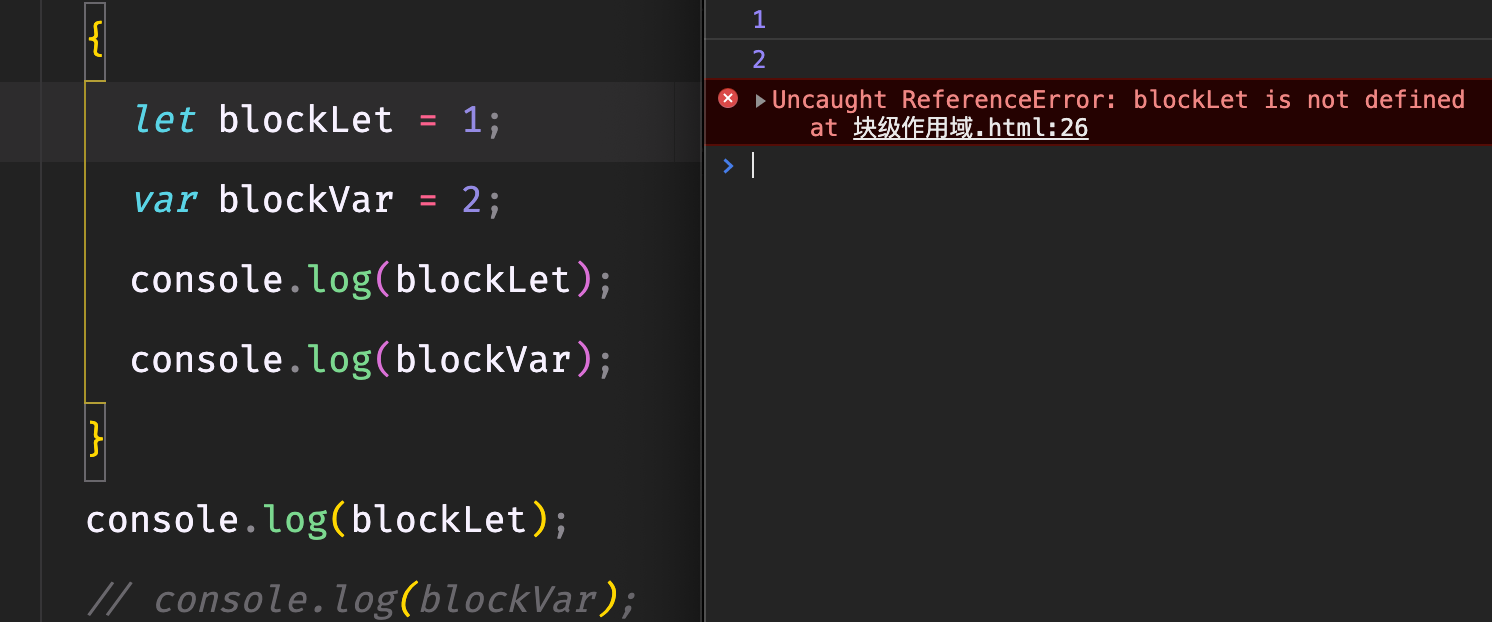 {
let blockLet = 1;
var blockVar = 2;
console.log(blockLet);
console.log(blockVar);
}
console.log(blockLet);
// console.log(blockVar);
1
2
Uncaught ReferenceError: blockLet is not defined
at 块级作用域.html:26